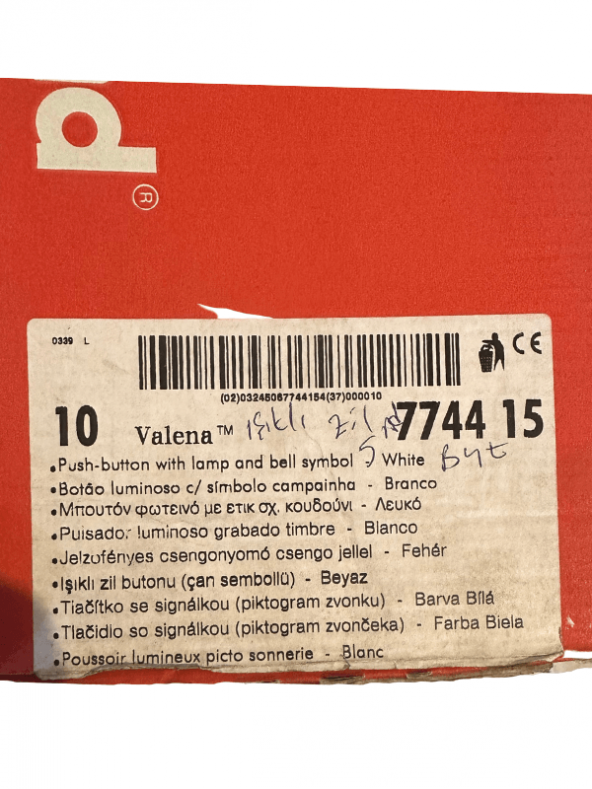 d®
0339 L
CE
(02)03245067744154(37)000010
10 Valena™ ışıklı zil 7744 15
•Push-button with lamp and bell symbol 5 White Byt
•Botão luminoso c/ símbolo campainha - Branco
•Μπουτόν φωτεινό με ετικ σχ. κουδούνι - Λευκό
•Puisador luminoso grabado timbre - Blanco
•Jelzofényes csengonyomó csengo jellel - Fehér
•Işıklı zil butonu (çan sembollü) - Beyaz
•Tlačítko se signálkou (piktogram zvonku) - Barva Bílá
•Tlačidlo so signálkou (piktogram zvončeka) - Farba Biela
•Poussoir lumineux picto sonnerie - Blanc